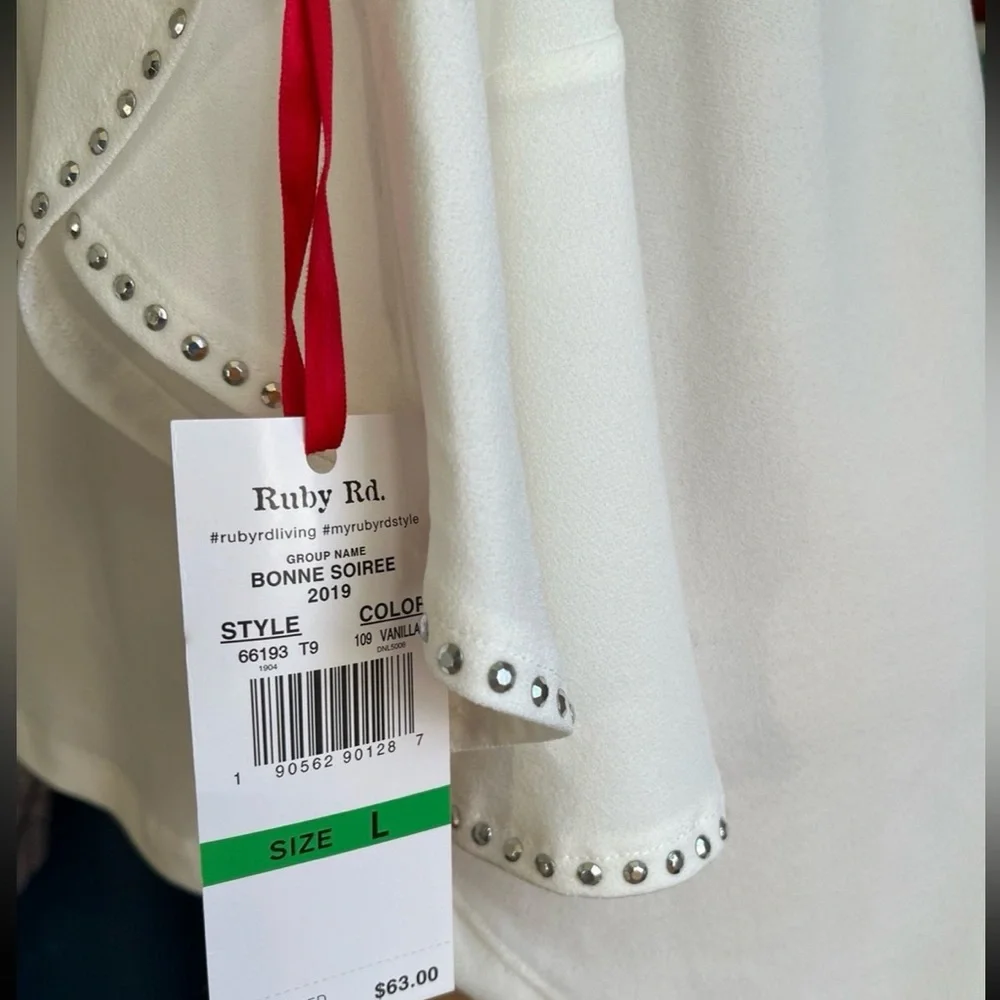 Ruby Rd.
#rubyrdliving #myrubyrdstyle
GROUP NAME
BONNE SOIREE
2019
STYLE COLOR
66193 T9 109 VANILLA
1904
1 90562 90128 7
SIZE L
$63.00